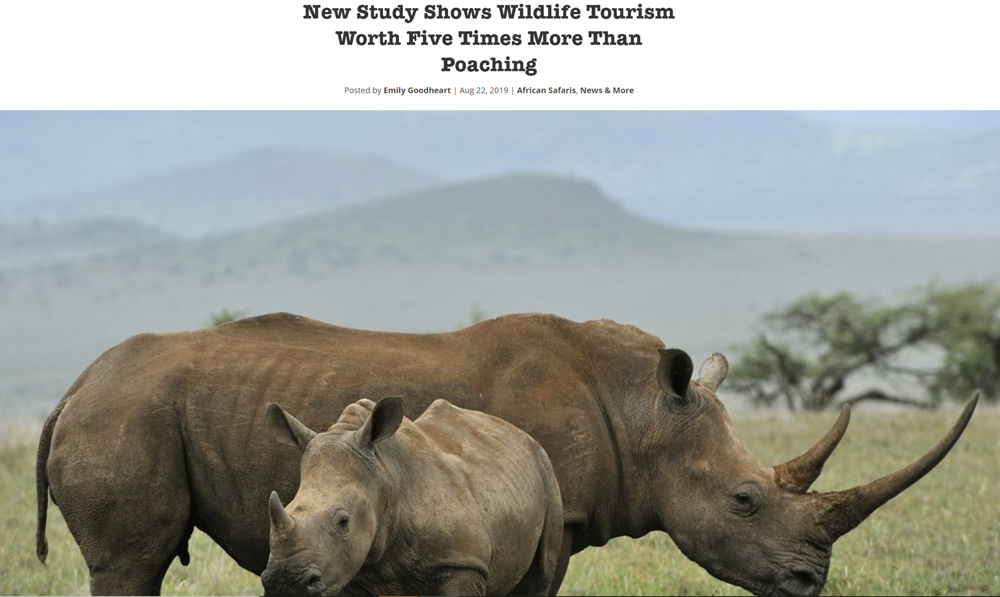 New Study Shows Wildlife Tourism
Worth Five Times More Than
Poaching
Posted by Emily Goodheart | Aug 22, 2019 | African Safaris, News & More